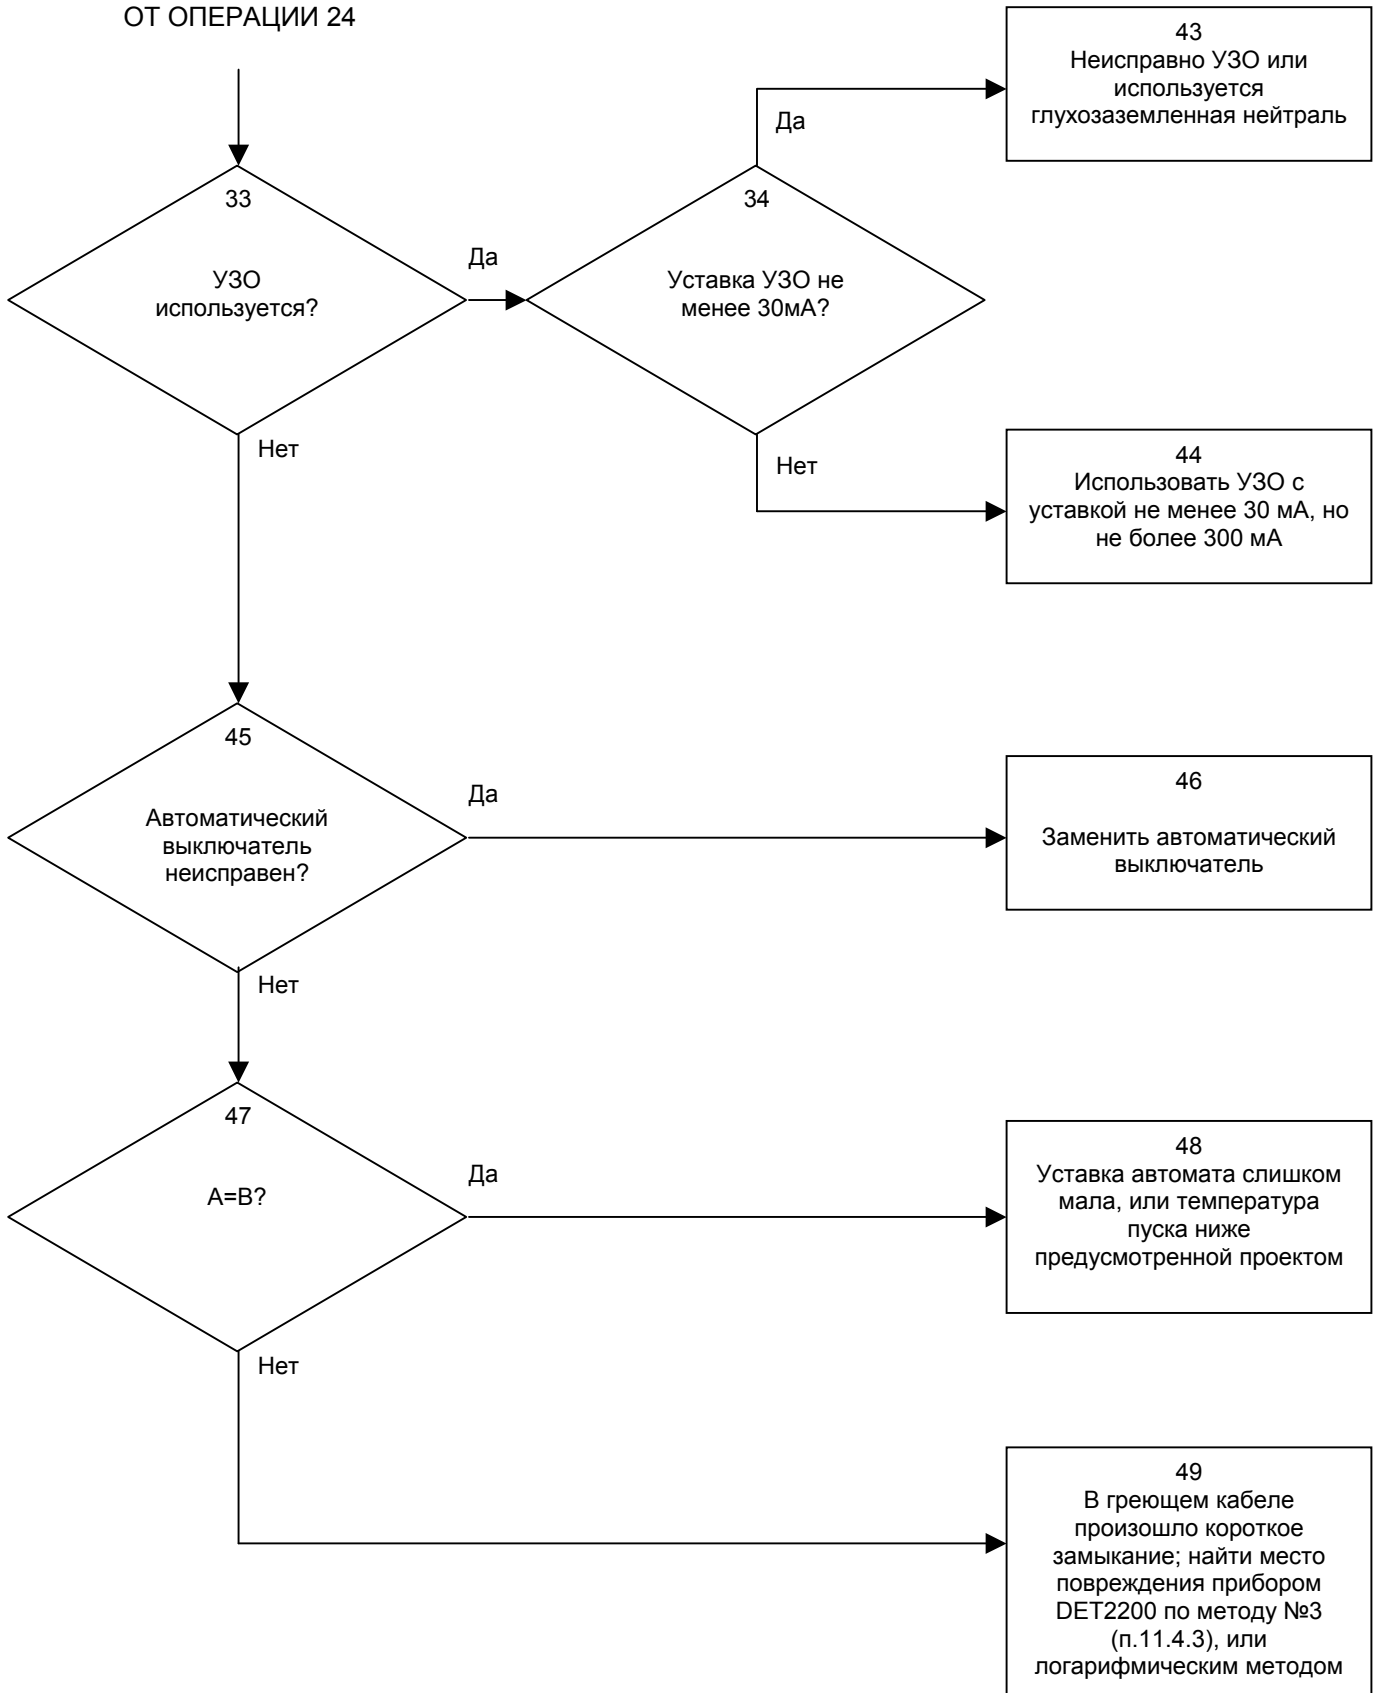 ОТ ОПЕРАЦИИ 24
43
Неисправно УЗО или
используется
глухозаземленная нейтраль
Да
33
УЗО
используется?
Да
34
Уставка УЗО не
менее 30мА?
Нет
Нет
44
Использовать УЗО с
уставкой не менее 30 мА, но
не более 300 мА
45
Автоматический
выключатель
неисправен?
Да
46
Заменить автоматический
выключатель
Нет
47
А=В?
Да
48
Уставка автомата слишком
мала, или температура
пуска ниже
предусмотренной проектом
Нет
49
В греющем кабеле
произошло короткое
замыкание; найти место
повреждения прибором
DET2200 по методу №3
(п.11.4.3), или
логарифмическим методом